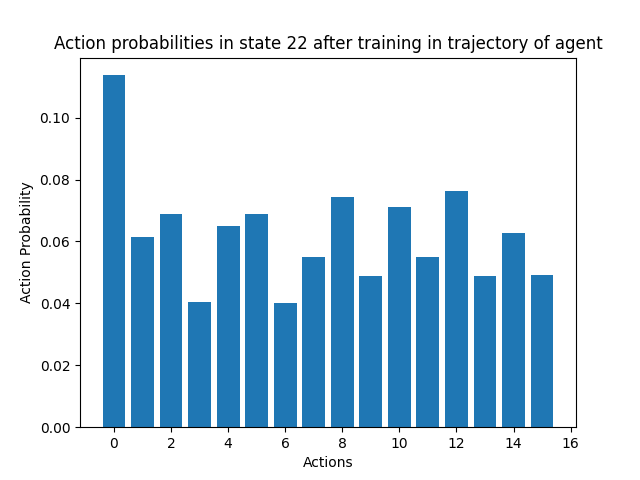 Action probabilities in state 22 after training in trajectory of agent
0.10
0.08
0.06
0.04
0.02
0.00
Action Probability
0 2 4 6 8 10 12 14 16
Actions